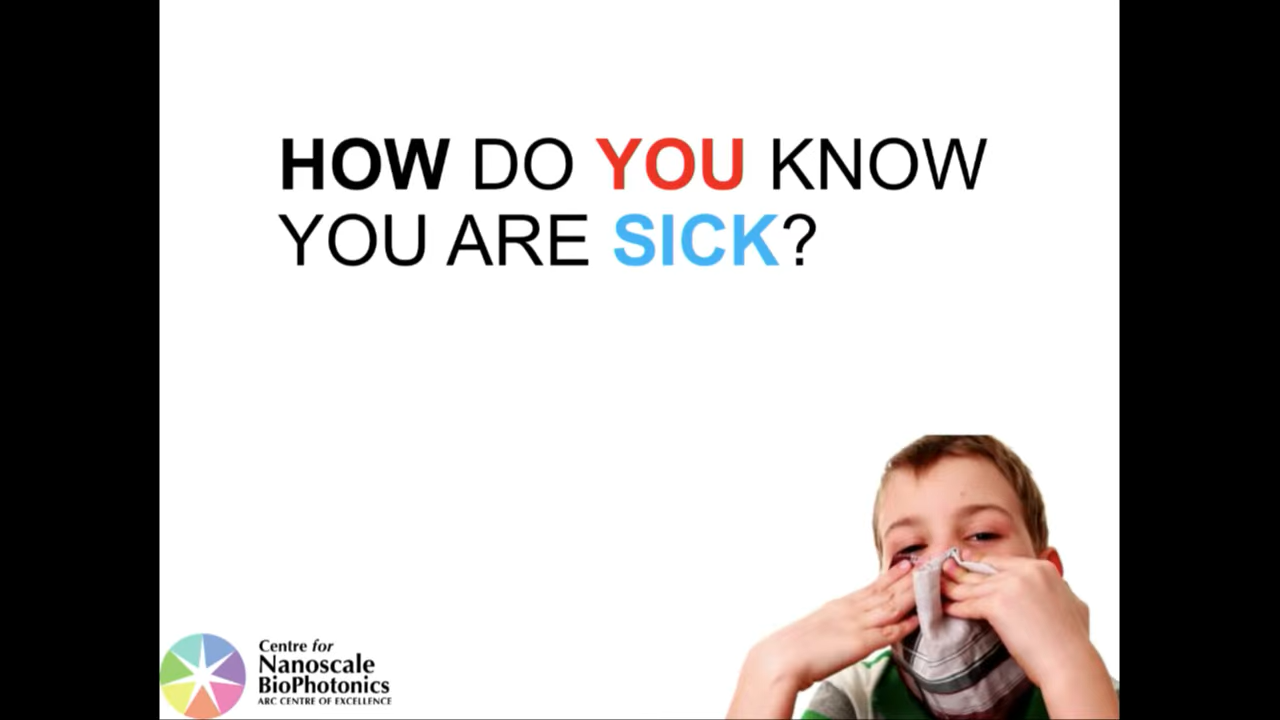 HOW DO YOU KNOW
YOU ARE SICK?
Centre for
Nanoscale
BioPhotonics
ARC CENTRE OF EXCELLENCE